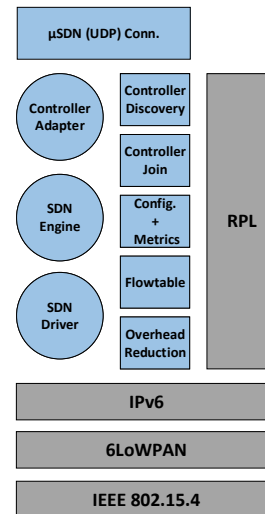 µSDN (UDP) Conn.
Controller
Adapter
Controller
Discovery
Controller
Join
SDN
Engine
Config.
+
Metrics
RPL
SDN
Driver
Flowtable
Overhead
Reduction
IPv6
6LoWPAN
IEEE 802.15.4